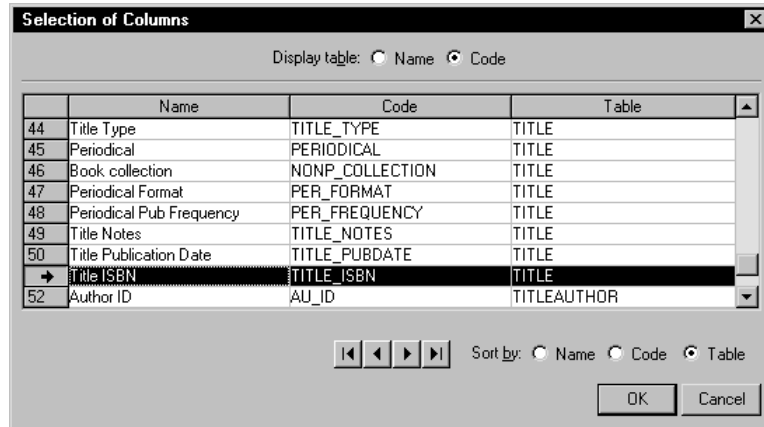 Selection of Columns
Display table: Name Code
Name Code Table
44 Title Type TITLE_TYPE TITLE
45 Periodical PERIODICAL TITLE
46 Book collection NONP_COLLECTION TITLE
47 Periodical Format PER_FORMAT TITLE
48 Periodical Pub Frequency PER_FREQUENCY TITLE
49 Title Notes TITLE_NOTES TITLE
50 Title Publication Date TITLE_PUBDATE TITLE
Title ISBN TITLE_ISBN TITLE
52 Author ID AU_ID TITLEAUTHOR
Sort by: Name Code Table
OK Cancel